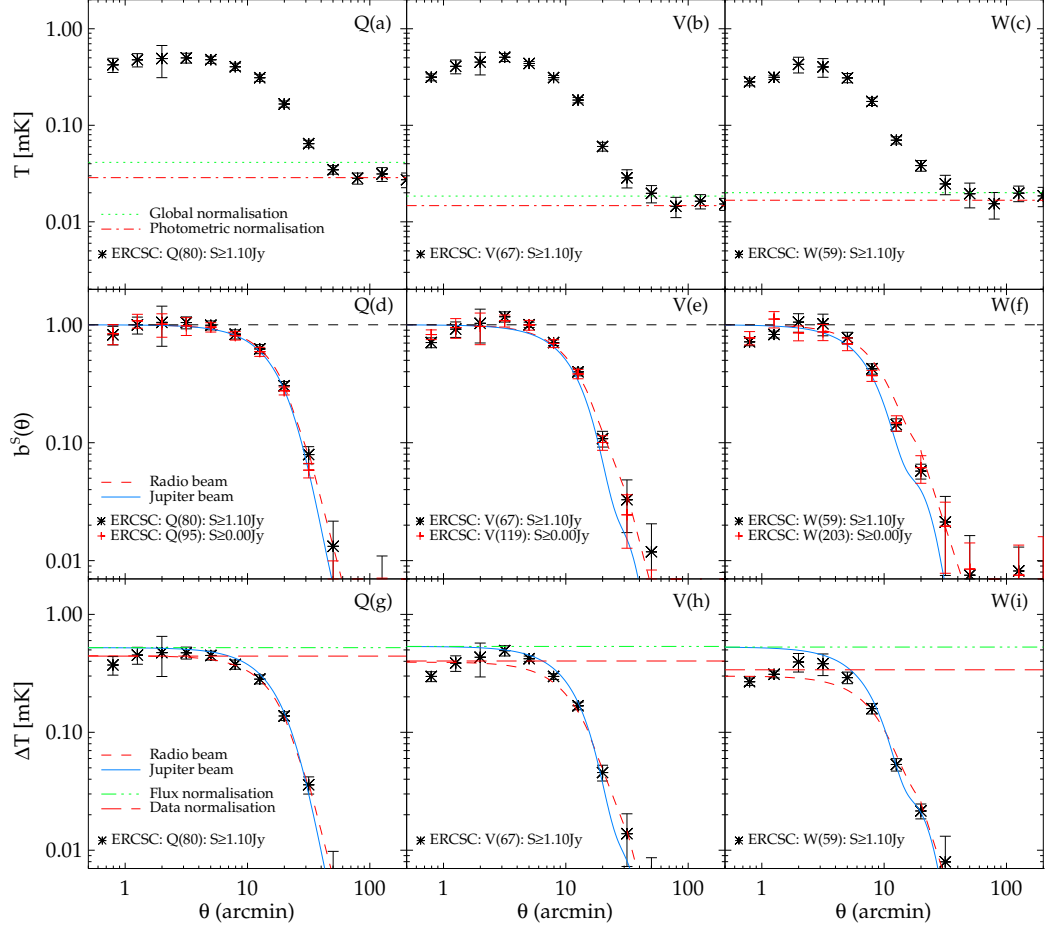 Q(a)
V(b)
W(c)
1.00
0.10
0.01
T [mK]
Global normalisation
Photometric normalisation
ERCSC: Q(80): S≥1.10Jy
ERCSC: V(67): S≥1.10Jy
ERCSC: W(59): S≥1.10Jy
Q(d)
V(e)
W(f)
1.00
0.10
0.01
b^S(θ)
Radio beam
Jupiter beam
ERCSC: Q(80): S≥1.10Jy
ERCSC: Q(95): S≥0.00Jy
ERCSC: V(67): S≥1.10Jy
ERCSC: V(119): S≥0.00Jy
ERCSC: W(59): S≥1.10Jy
ERCSC: W(203): S≥0.00Jy
Q(g)
V(h)
W(i)
1.00
0.10
0.01
ΔT [mK]
Radio beam
Jupiter beam
Flux normalisation
Data normalisation
ERCSC: Q(80): S≥1.10Jy
ERCSC: V(67): S≥1.10Jy
ERCSC: W(59): S≥1.10Jy
1 10 100
1 10 100
1 10 100
θ (arcmin)
θ (arcmin)
θ (arcmin)